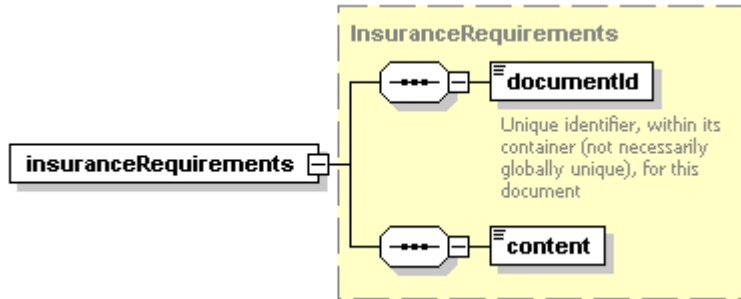 InsuranceRequirements
documentId
Unique identifier, within its
container (not necessarily
globally unique), for this
document
insuranceRequirements
content